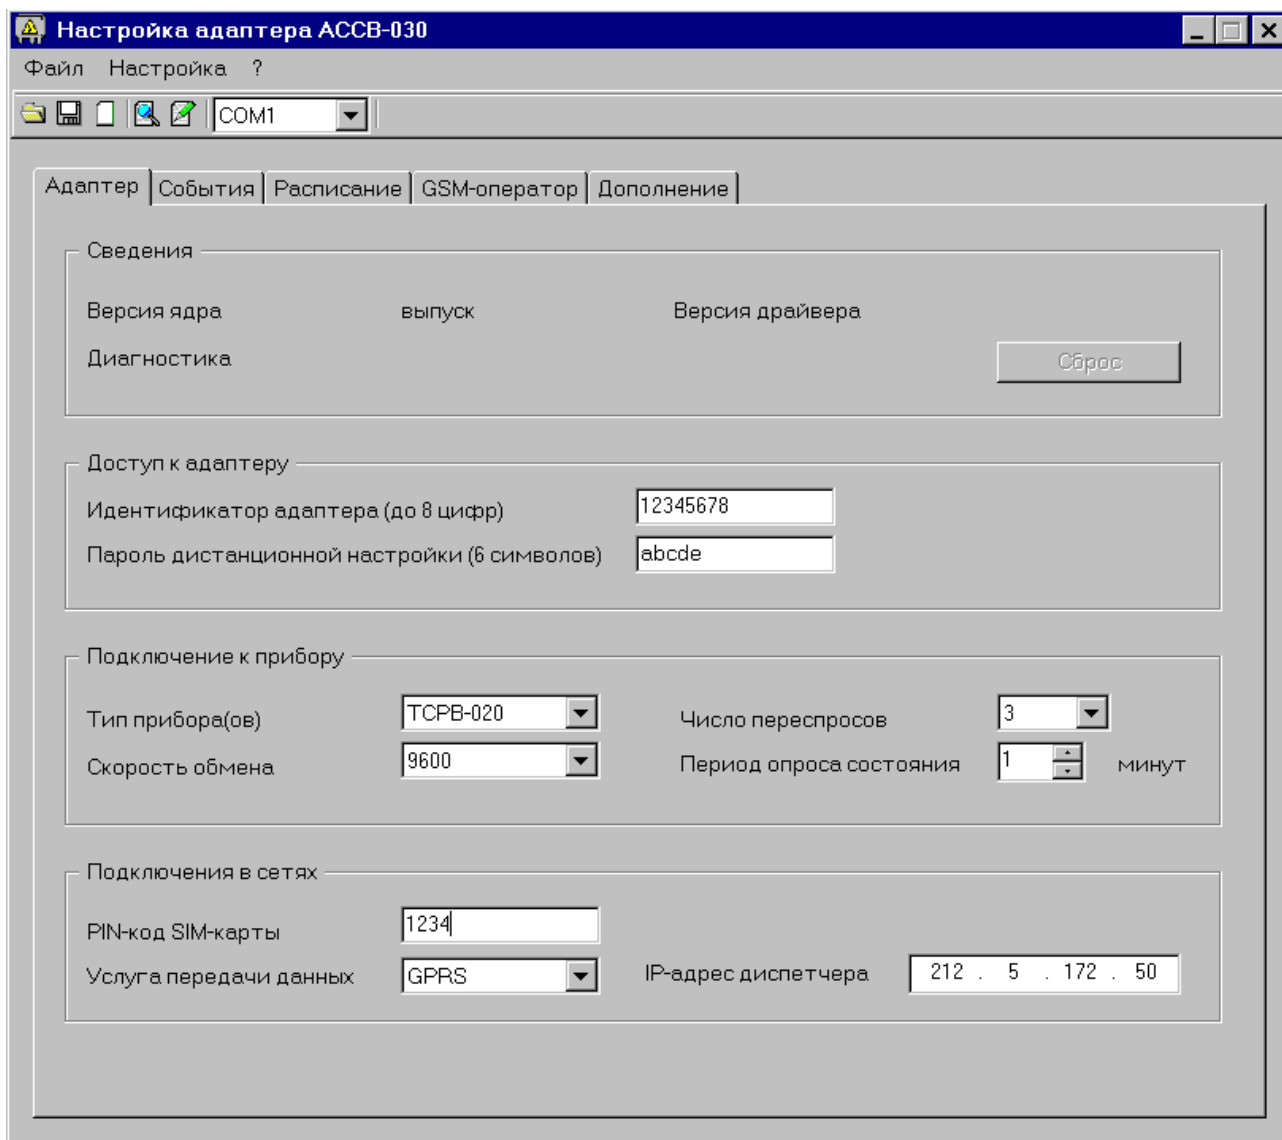 Настройка адаптера АССВ-030
Файл Настройка ?
COM1
Адаптер События Расписание GSM-оператор Дополнение
Сведения
Версия ядра выпуск Версия драйвера
Диагностика Сброс
Доступ к адаптеру
Идентификатор адаптера (до 8 цифр) 12345678
Пароль дистанционной настройки (6 символов) abcde
Подключение к прибору
Тип прибора(ов) ТСРВ-020 Число переспросов 3
Скорость обмена 9600 Период опроса состояния 1 минут
Подключения в сетях
PIN-код SIM-карты 1234
Услуга передачи данных GPRS IP-адрес диспетчера 212 . 5 . 172 . 50